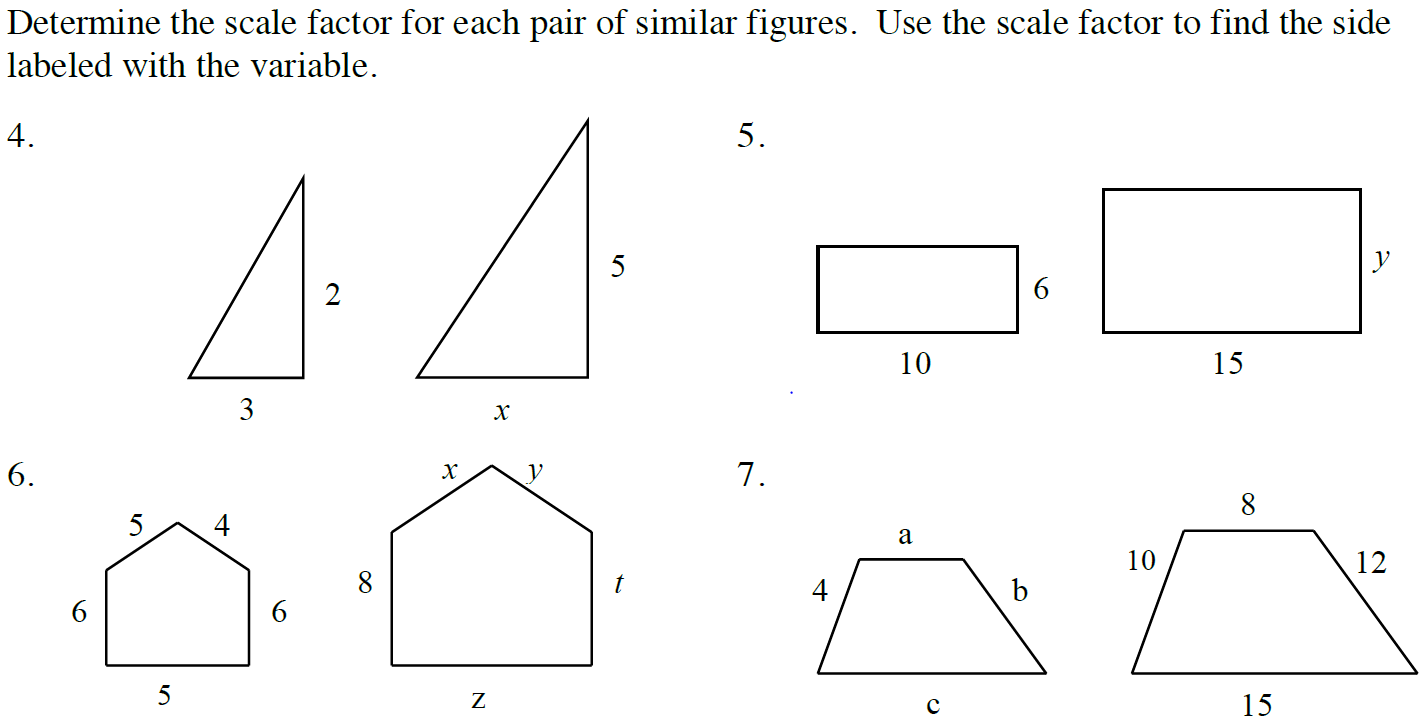 Determine the scale factor for each pair of similar figures.  Use the scale factor to find the side
labeled with the variable.
4.
2
3
5
x
5.
6
10
y
15
6.
5
4
6
6
5
x
y
8
t
z
7.
a
4
b
c
8
10
12
15